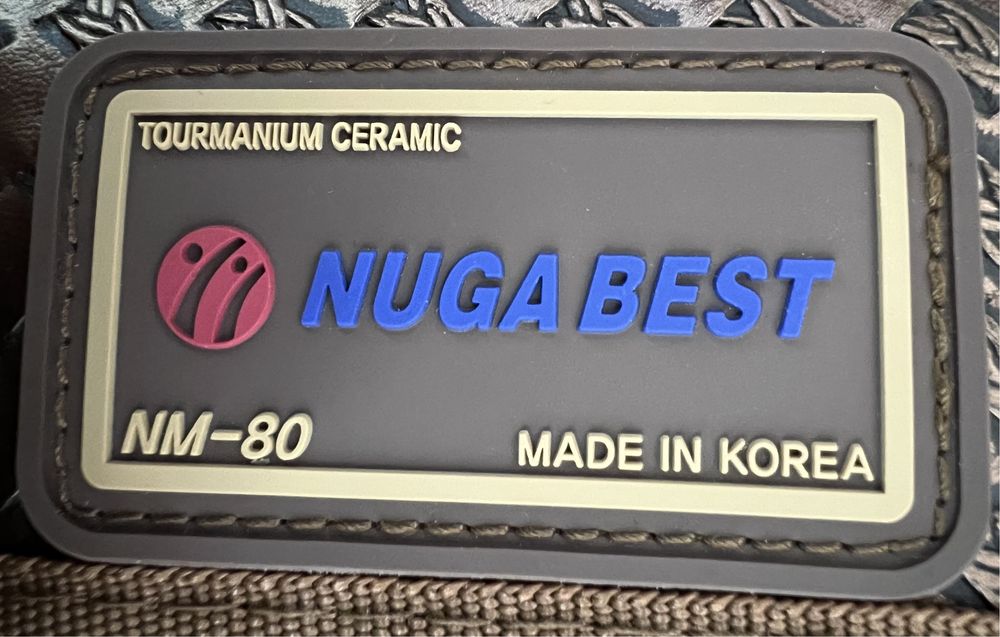 TOURMANIUM CERAMIC
NUGA BEST
NM-80
MADE IN KOREA